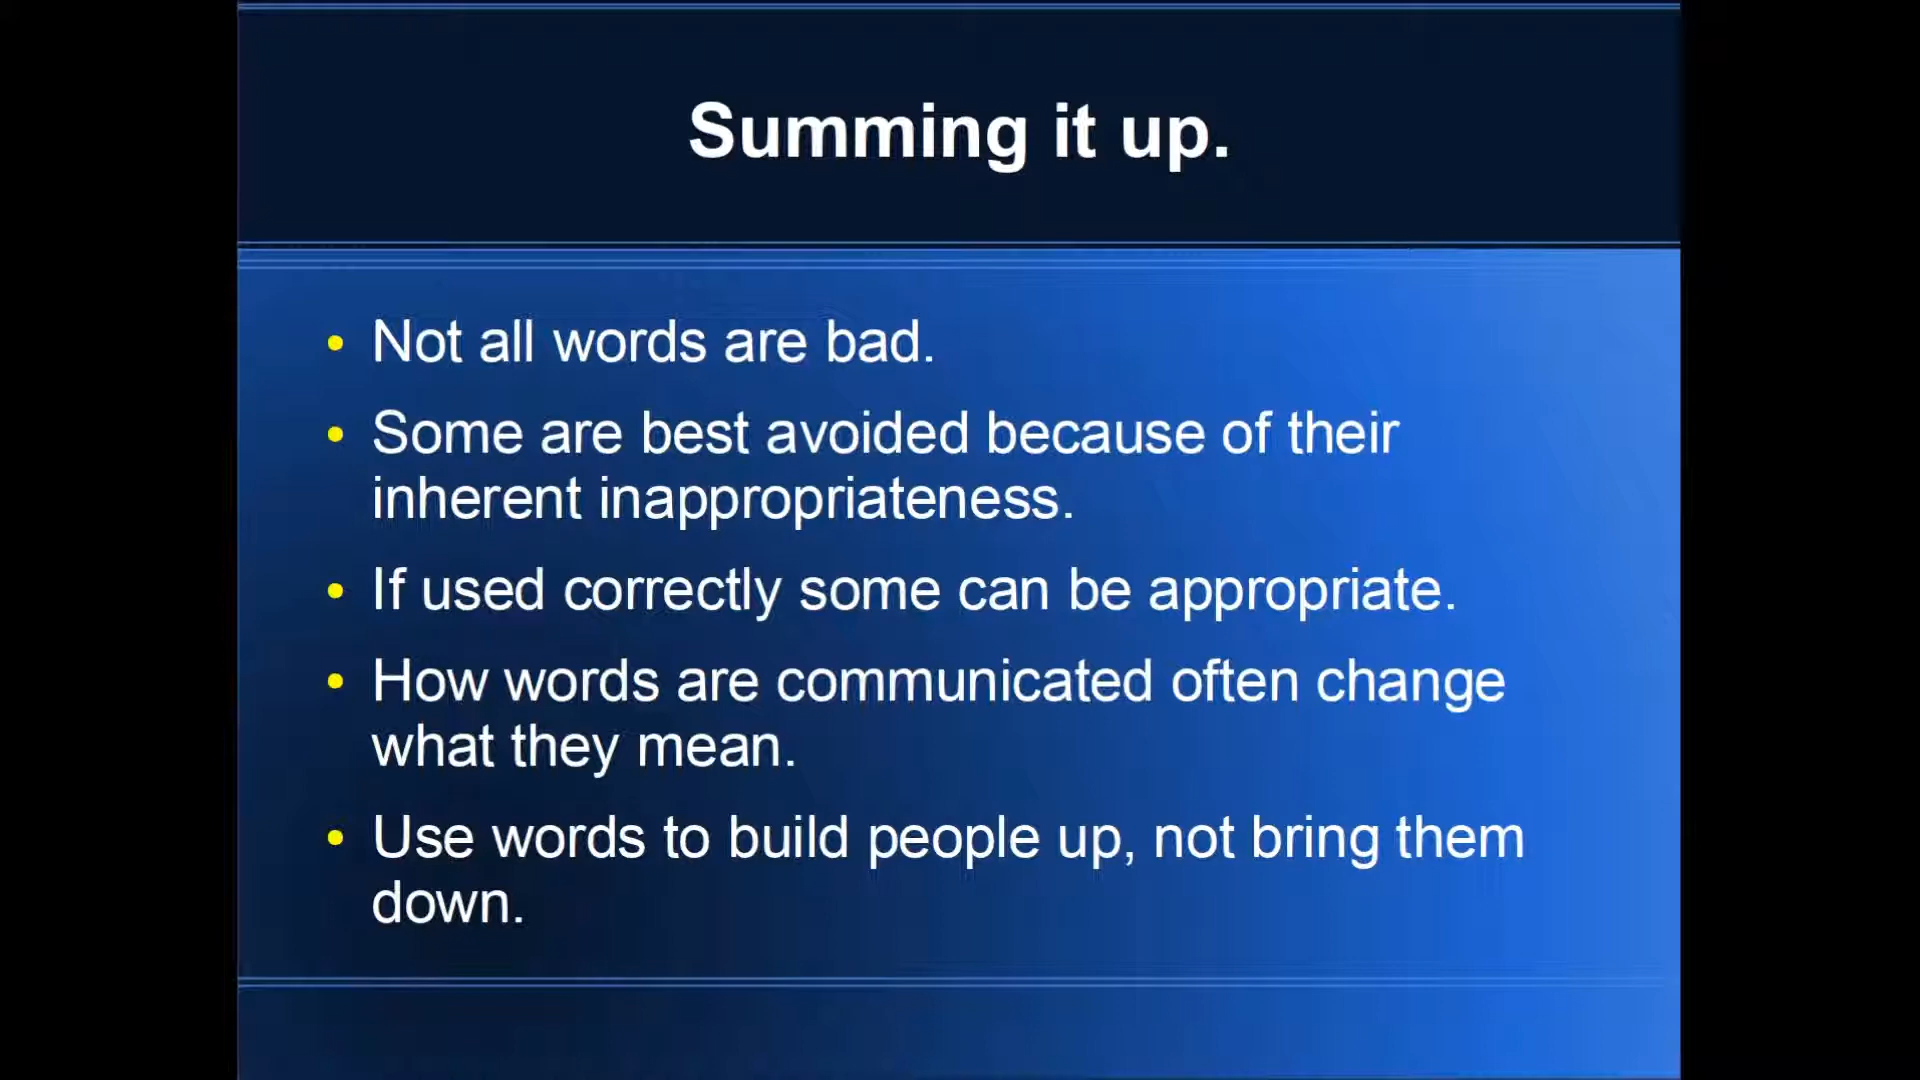 Summing it up.
• Not all words are bad.
• Some are best avoided because of their
inherent inappropriateness.
• If used correctly some can be appropriate.
• How words are communicated often change
what they mean.
• Use words to build people up, not bring them
down.